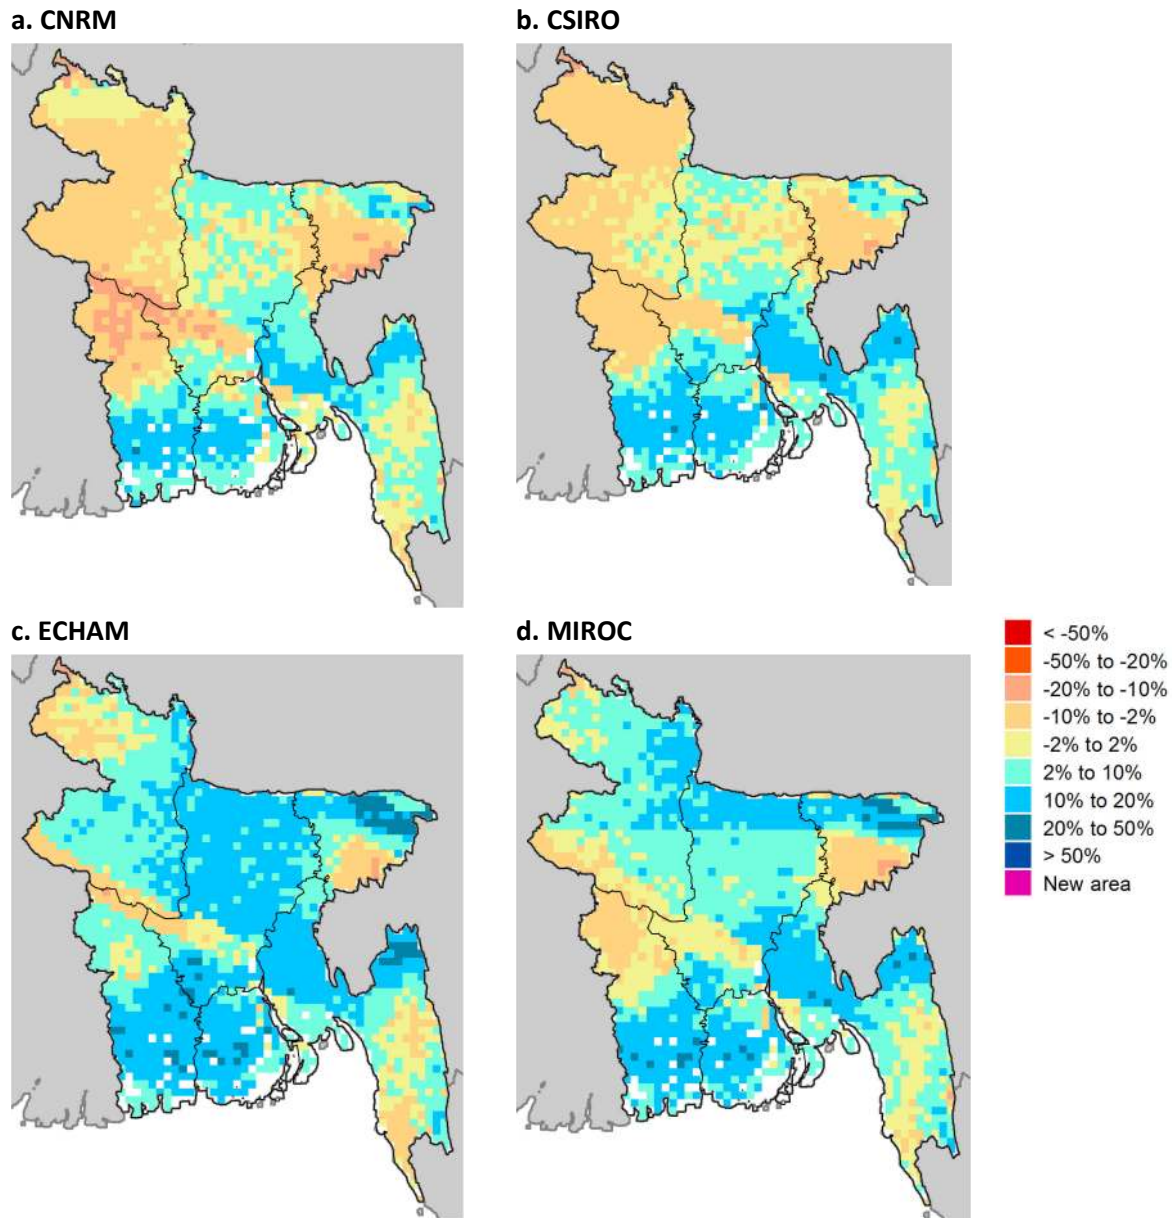 a. CNRM
b. CSIRO
c. ECHAM
d. MIROC
< -50%
-50% to -20%
-20% to -10%
-10% to -2%
-2% to 2%
2% to 10%
10% to 20%
20% to 50%
> 50%
New area